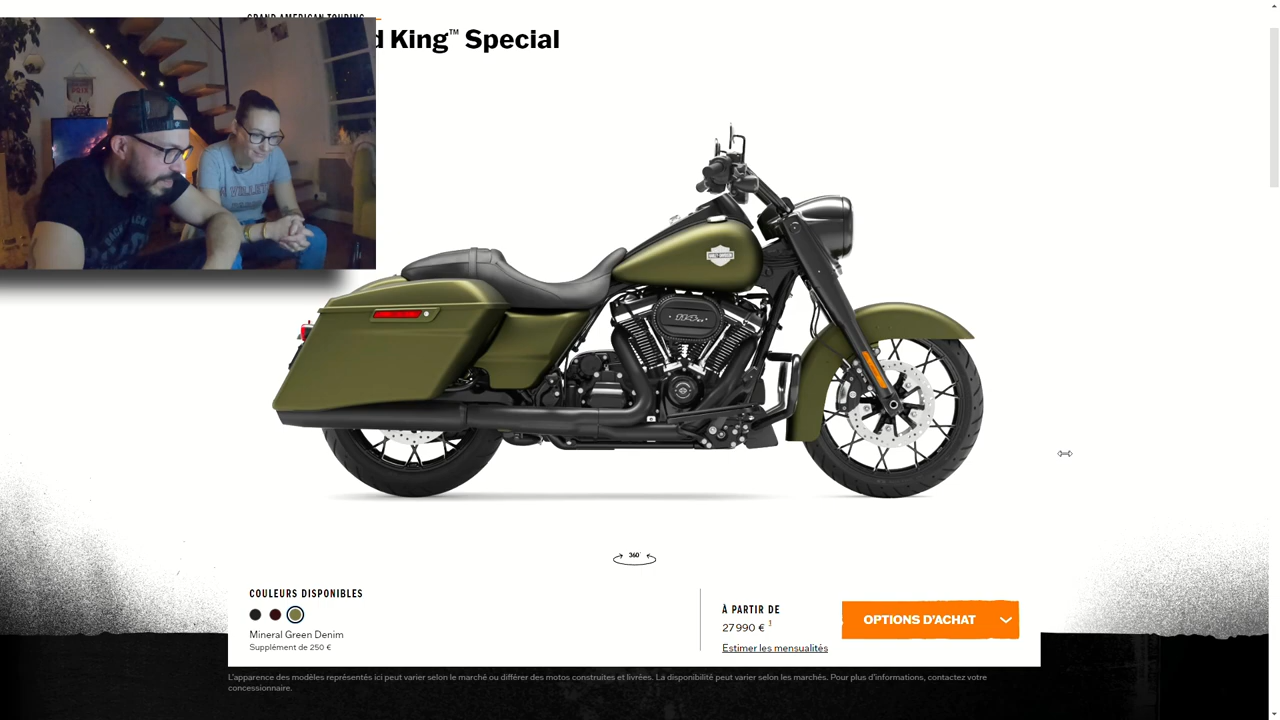 GRAND AMERICAN TOURING
d King™ Special
114
360°
COULEURS DISPONIBLES
Mineral Green Denim
Supplément de 250 €
À PARTIR DE
27 990 € 1
Estimer les mensualités
OPTIONS D'ACHAT
L'apparence des modèles représentés ici peut varier selon le marché ou différer des motos construites et livrées. La disponibilité peut varier selon les marchés. Pour plus d'informations, contactez votre
concessionnaire.